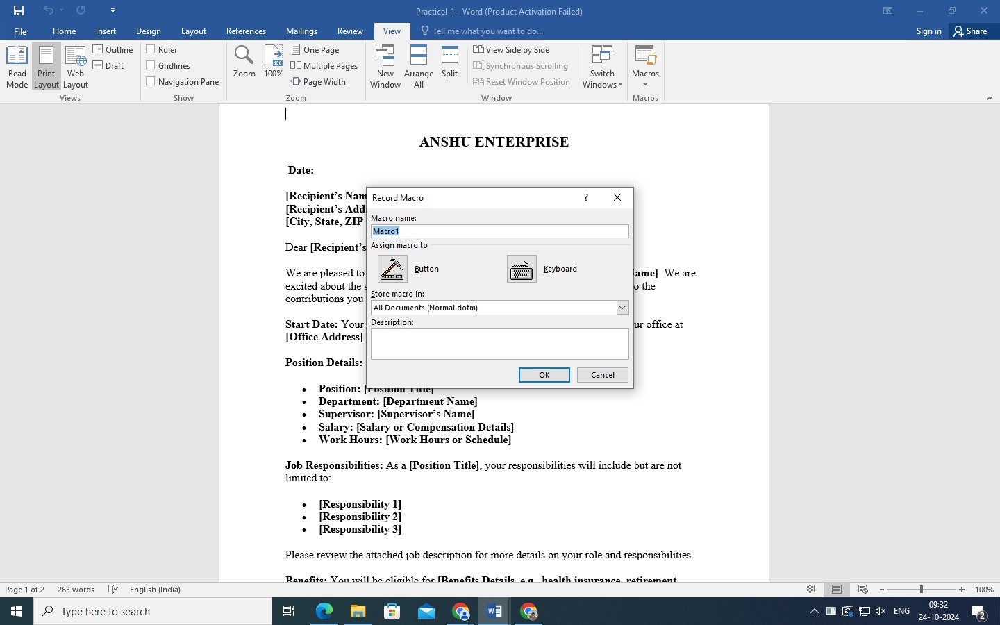 Practical-1 - Word (Product Activation Failed)
File Home Insert Design Layout References Mailings Review View Tell me what you want to do... Sign in Share
Read Mode
Print Layout
Web Layout
Outline
Draft
Views
Ruler
Gridlines
Navigation Pane
Show
Zoom
100
100%
One Page
Multiple Pages
Page Width
Zoom
New Window
Arrange All
Split
View Side by Side
Synchronous Scrolling
Reset Window Position
Window
Switch Windows
Macros
Macros
ANSHU ENTERPRISE
Date:
[Recipient’s Nam
[Recipient’s Add
[City, State, ZIP
Dear [Recipient’s
We are pleased to ame]. We are
excited about the s o the
contributions you
Start Date: Your ur office at
[Office Address]
Position Details:
Record Macro ?
Macro name:
Macro1
Assign macro to
Button
Keyboard
Store macro in:
All Documents (Normal.dotm)
Description:
OK Cancel
• Position: [Position Title]
• Department: [Department Name]
• Supervisor: [Supervisor’s Name]
• Salary: [Salary or Compensation Details]
• Work Hours: [Work Hours or Schedule]
Job Responsibilities: As a [Position Title], your responsibilities will include but are not
limited to:
• [Responsibility 1]
• [Responsibility 2]
• [Responsibility 3]
Please review the attached job description for more details on your role and responsibilities.
Benefits: You will be eligible for [Benefits Details, e.g., health insurance, retirement
Page 1 of 2 263 words English (India) 100%
Type here to search
ENG
09:32
24-10-2024
2